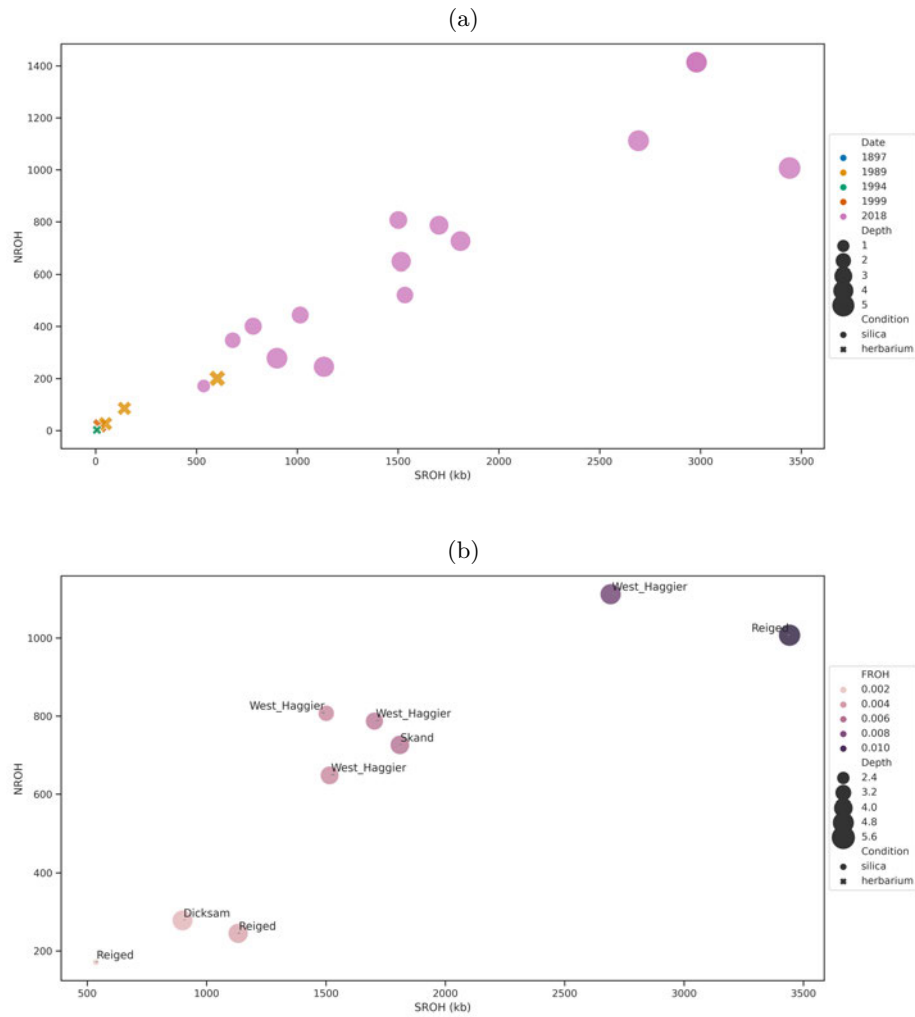 (a)
1400
1200
1000
800
600
400
200
0
NROH
0 500 1000 1500 2000 2500 3000 3500
SROH (kb)
Date
1897
1989
1994
1999
2018
Depth
1
2
3
4
5
Condition
silica
herbarium
(b)
1000
800
600
400
200
NROH
West_Haggier
Reiged
West_Haggier
West_Haggier
Skand
West_Haggier
Dicksam
Reiged
Reiged
500 1000 1500 2000 2500 3000 3500
SROH (kb)
FROH
0.002
0.004
0.006
0.008
0.010
Depth
2.4
3.2
4.0
4.8
5.6
Condition
silica
herbarium